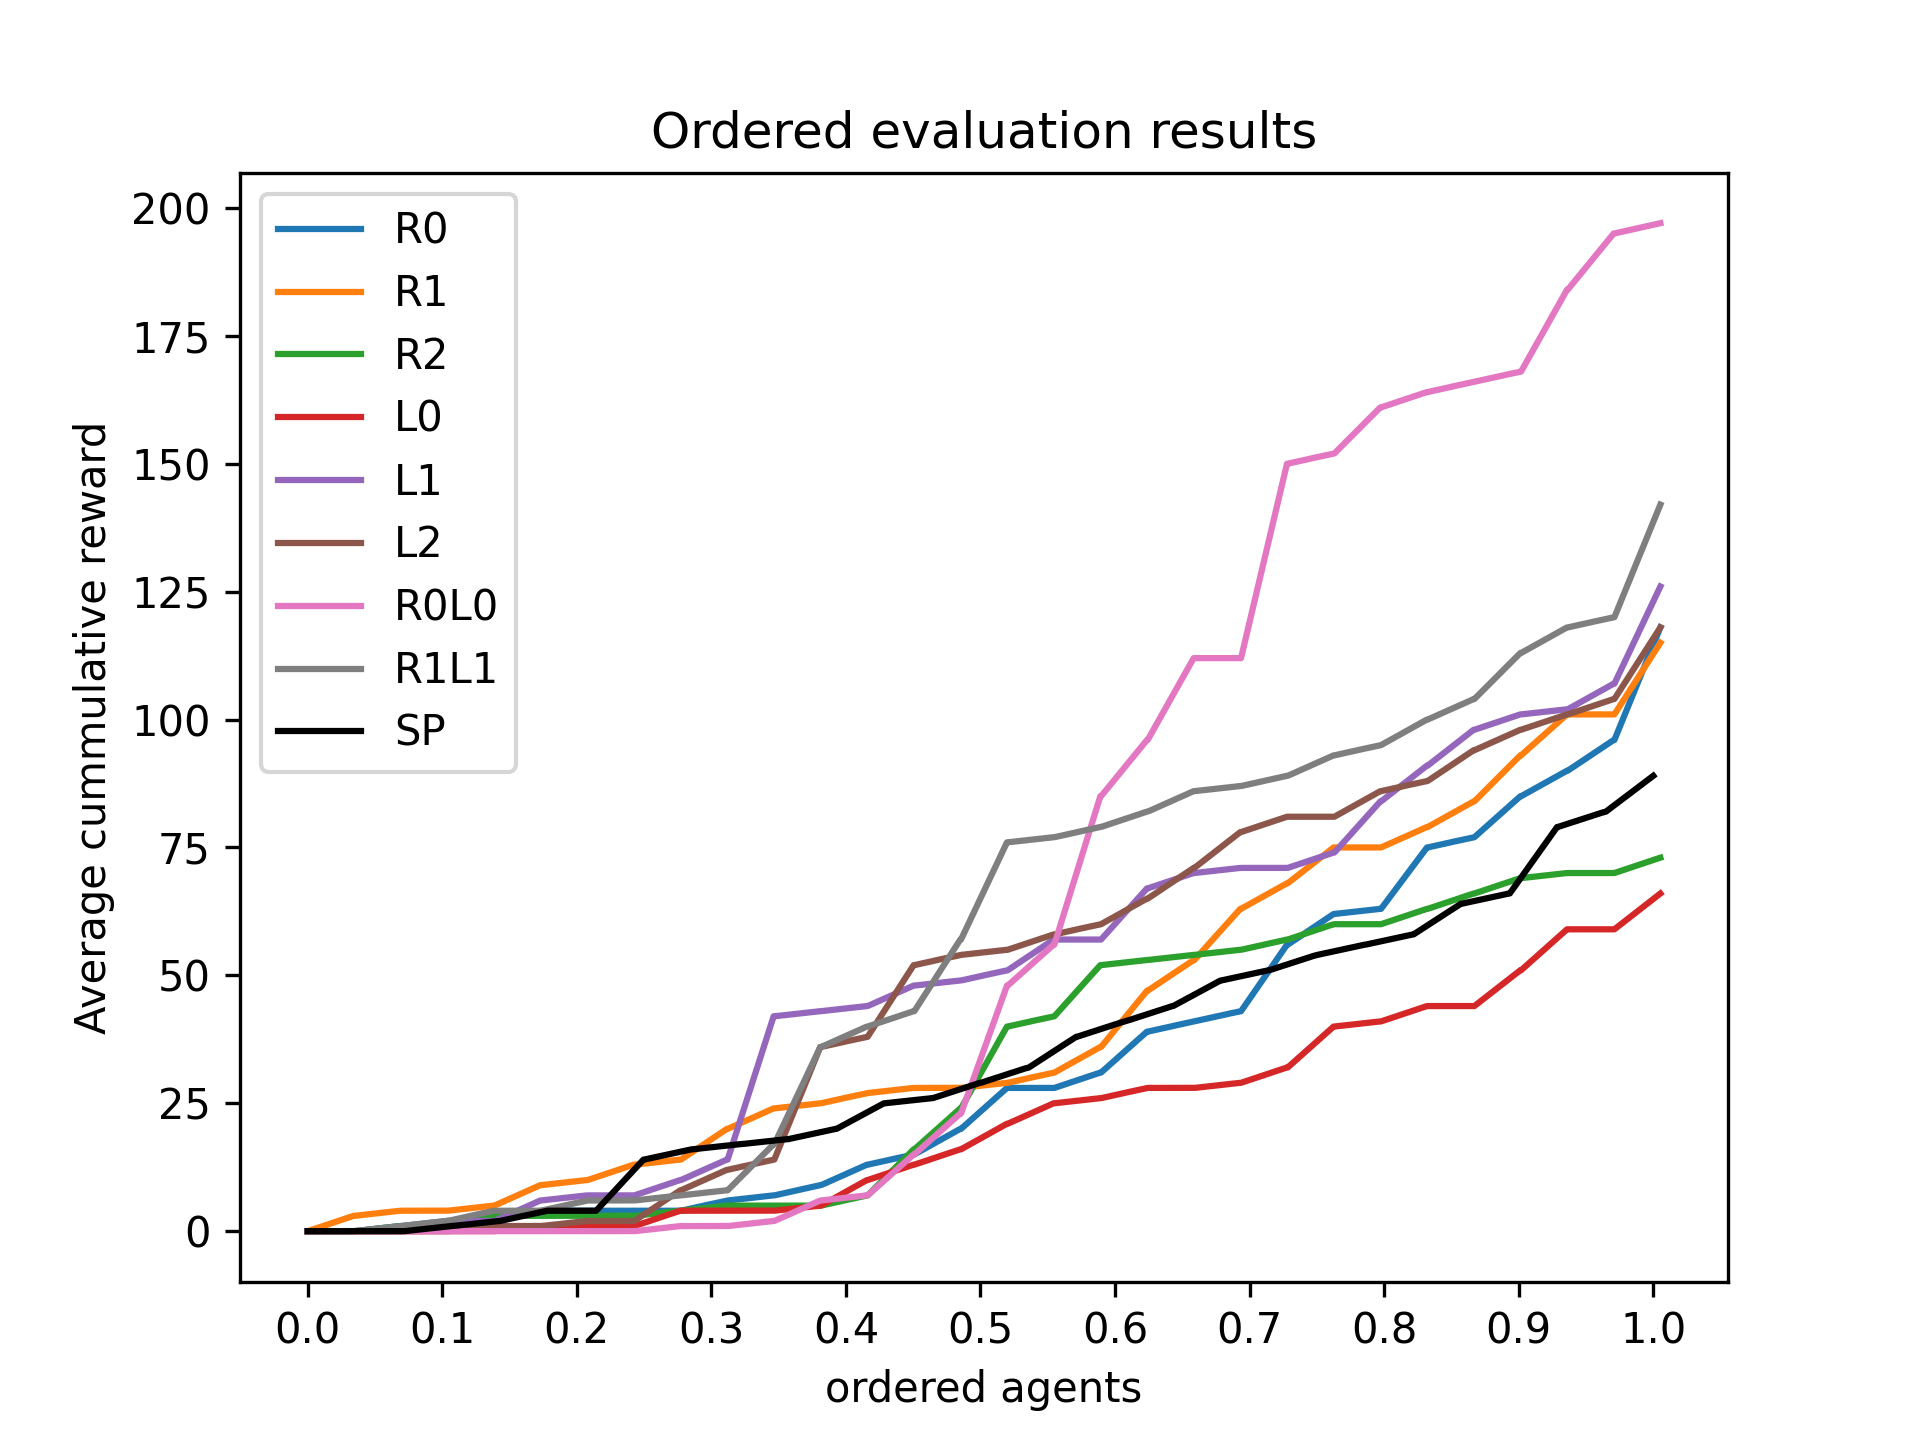 Ordered evaluation results
Average cummulative reward
200
175
150
125
100
75
50
25
0
R0
R1
R2
L0
L1
L2
R0L0
R1L1
SP
0.0 0.1 0.2 0.3 0.4 0.5 0.6 0.7 0.8 0.9 1.0
ordered agents